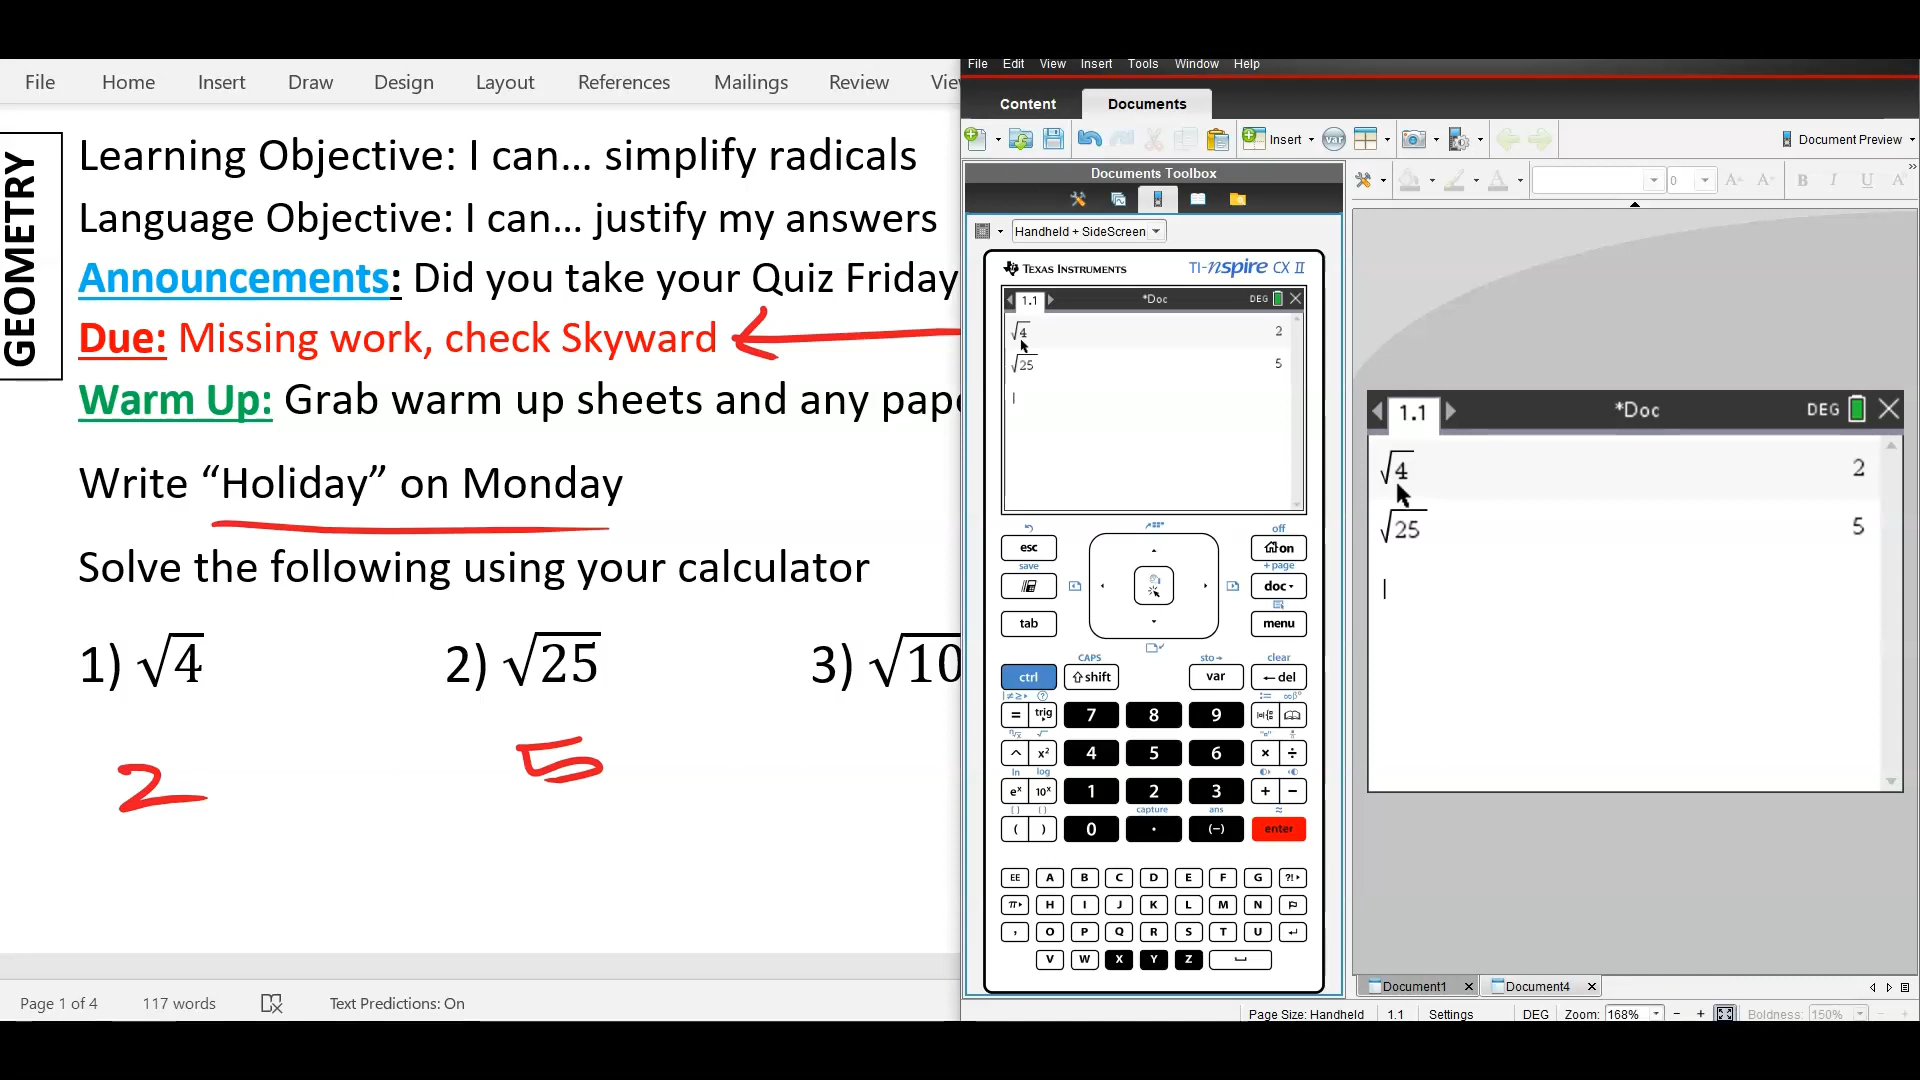 File Home Insert Draw Design Layout References Mailings Review
GEOMETRY
Learning Objective: I can... simplify radicals
Language Objective: I can... justify my answers
Announcements: Did you take your Quiz Friday
Due: Missing work, check Skyward
Warm Up: Grab warm up sheets and any
Write “Holiday” on Monday
Solve the following using your calculator
1) √4 2) √25 3) √10
2 5
Page 1 of 4 117 words Text Predictions: On
File Edit View Insert Tools Window Help
Content Documents
Insert var Document Preview
0 A A B I U A
Documents Toolbox
Handheld + SideScreen
TEXAS INSTRUMENTS TI-nspire CX II
1.1 *Doc DEG
√4 2
√25 5
off
esc on
save + page
doc
tab menu
CAPS sto→ clear
ctrl shift var del
= trig 7 8 9
^ x² 4 5 6 × ÷
ln log
eˣ 10ˣ 1 2 3 + −
capture ans
( ) 0 . (−) enter
EE A B C D E F G ?!
π H I J K L M N
, O P Q R S T U
V W X Y Z
1.1 *Doc DEG
√4 2
√25 5
Document1 Document4
Page Size: Handheld 1.1 Settings DEG Zoom: 168% Boldness: 150%